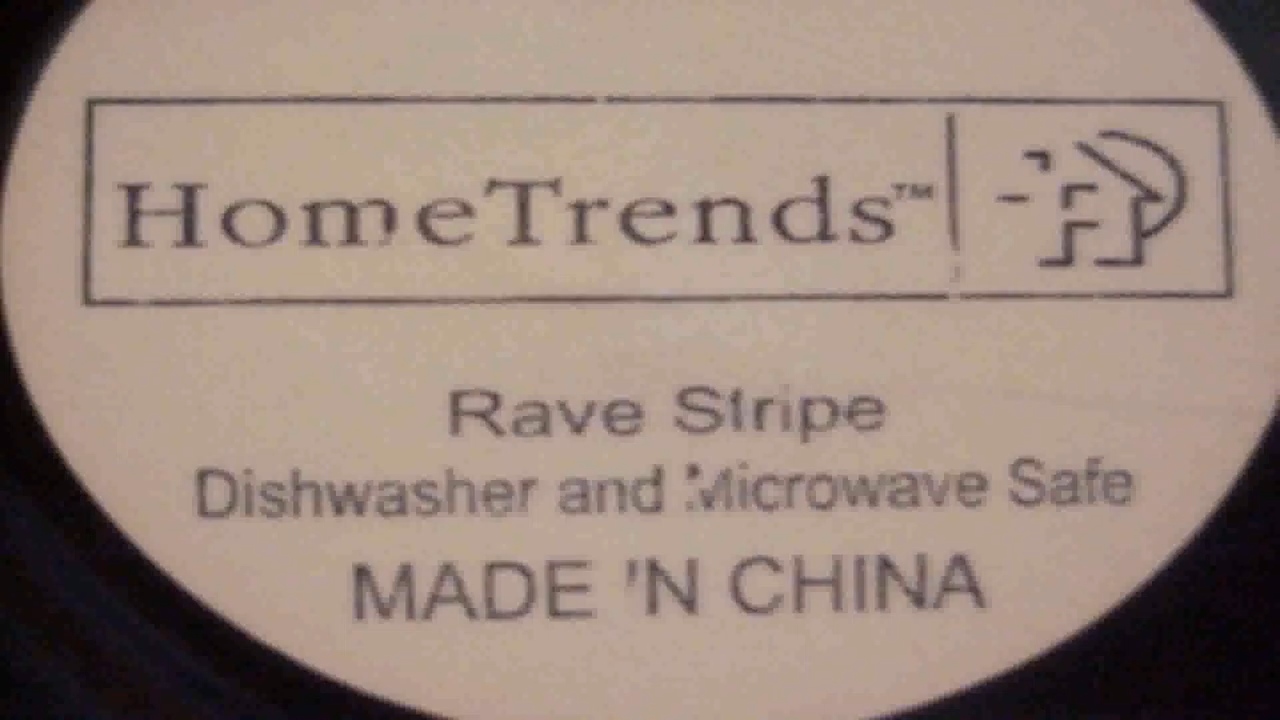 HomeTrends™
Rave Stripe
Dishwasher and Microwave Safe
MADE 'N CHINA